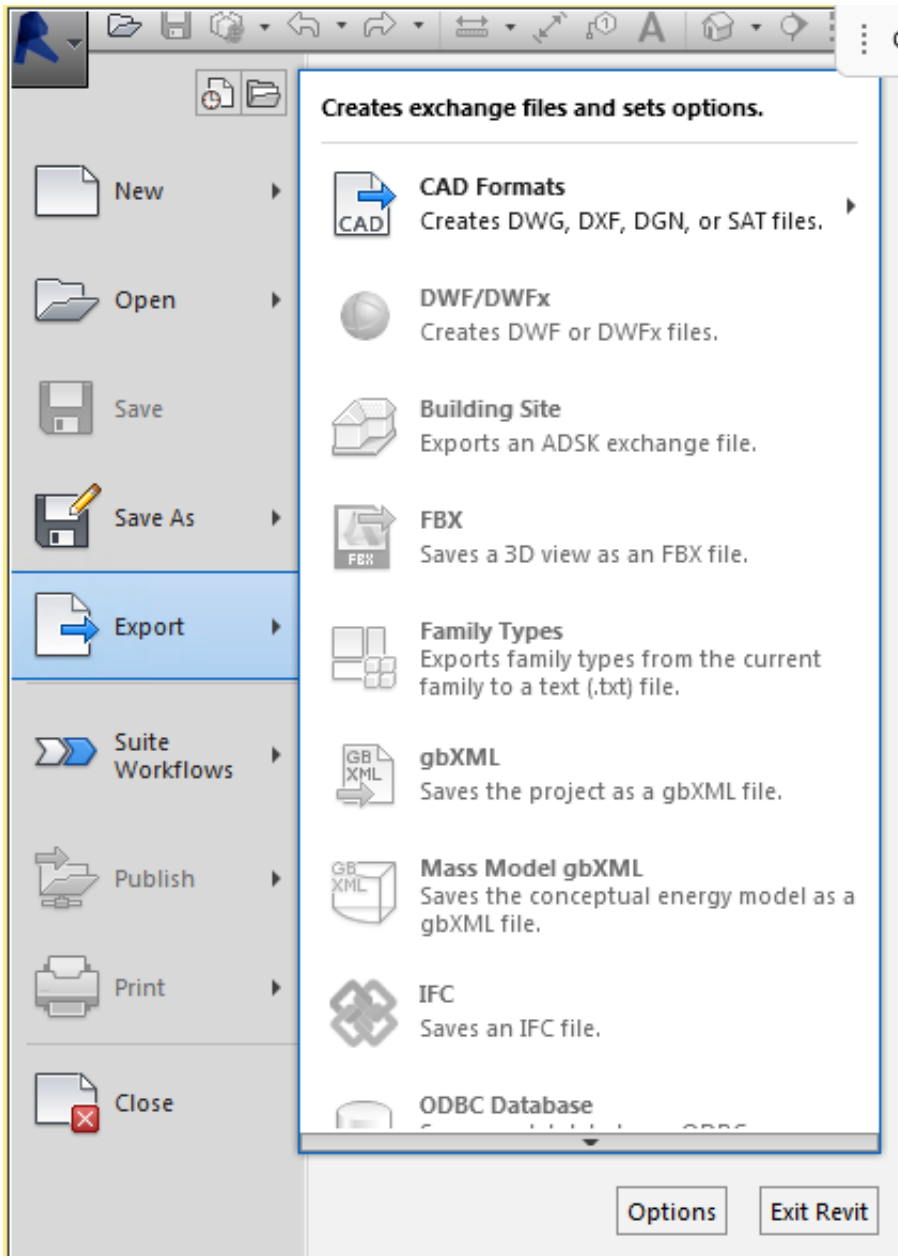 Creates exchange files and sets options.
New
CAD Formats
Creates DWG, DXF, DGN, or SAT files.
CAD
Open
DWF/DWFx
Creates DWF or DWFx files.
Save
Building Site
Exports an ADSK exchange file.
Save As
FBX
Saves a 3D view as an FBX file.
FBX
Export
Family Types
Exports family types from the current
family to a text (.txt) file.
Suite
Workflows
gbXML
Saves the project as a gbXML file.
GB
XML
Publish
Mass Model gbXML
Saves the conceptual energy model as a
gbXML file.
GB
XML
Print
IFC
Saves an IFC file.
Close
ODBC Database
Options
Exit Revit